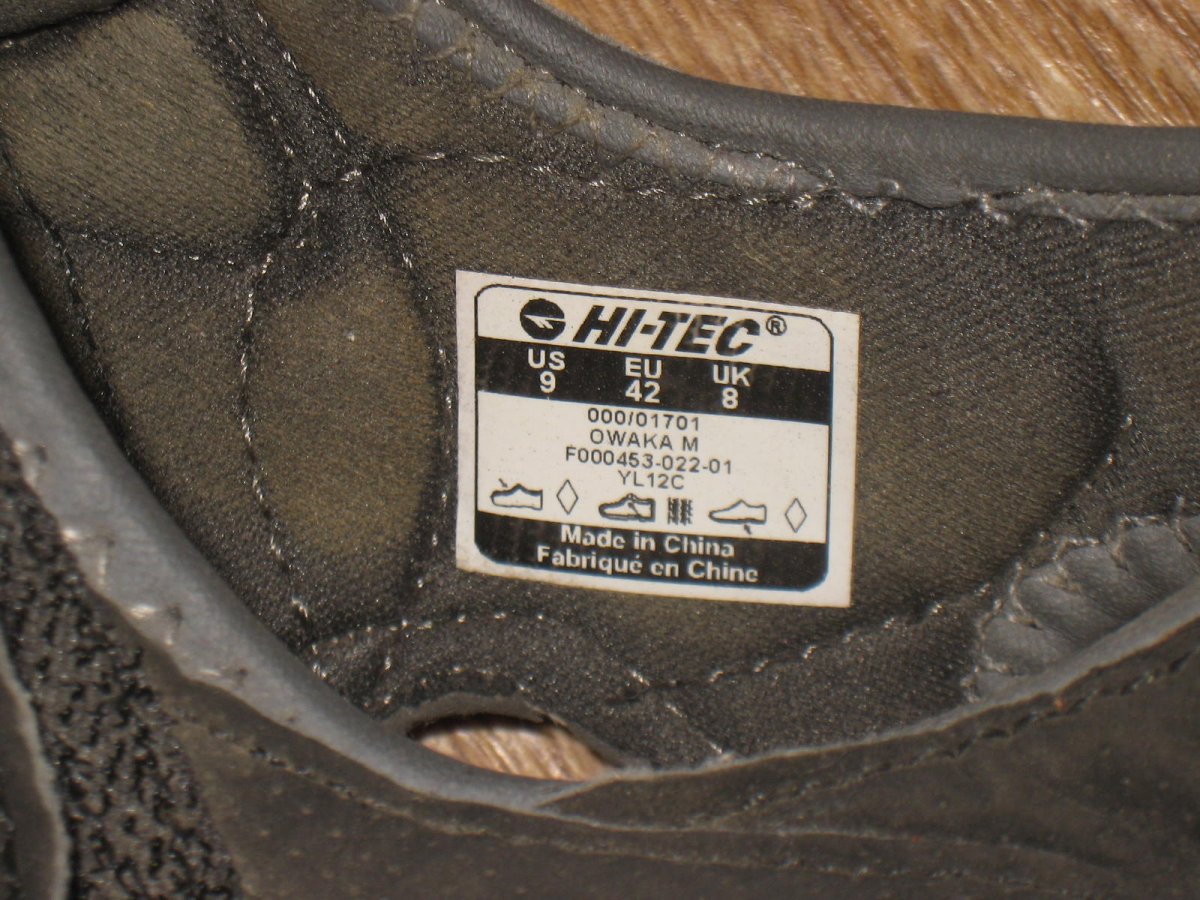 HI-TEC®
US EU UK
9 42 8
000/01701
OWAKA M
F000453-022-01
YL12C
Made in China
Fabriqué en Chine